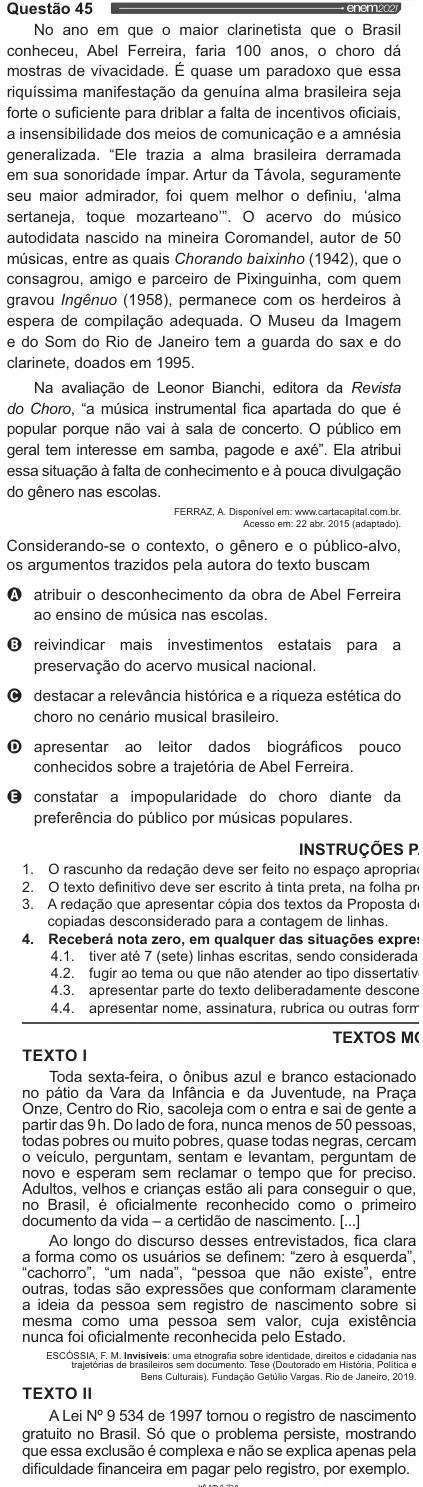 Questão 45
enem2021
No ano em que o maior clarinetista que o Brasil
conheceu, Abel Ferreira, faria 100 anos, o choro dá
mostras de vivacidade. É quase um paradoxo que essa
riquíssima manifestação da genuína alma brasileira seja
forte o suficiente para driblar a falta de incentivos oficiais,
a insensibilidade dos meios de comunicação e a amnésia
generalizada. “Ele trazia a alma brasileira derramada
em sua sonoridade ímpar. Artur da Távola, seguramente
seu maior admirador, foi quem melhor o definiu, ‘alma
sertaneja, toque mozarteano’”. O acervo do músico
autodidata nascido na mineira Coromandel, autor de 50
músicas, entre as quais Chorando baixinho (1942), que o
consagrou, amigo e parceiro de Pixinguinha, com quem
gravou Ingênuo (1958), permanece com os herdeiros à
espera de compilação adequada. O Museu da Imagem
e do Som do Rio de Janeiro tem a guarda do sax e do
clarinete, doados em 1995.
Na avaliação de Leonor Bianchi, editora da Revista
do Choro, “a música instrumental fica apartada do que é
popular porque não vai à sala de concerto. O público em
geral tem interesse em samba, pagode e axé”. Ela atribui
essa situação à falta de conhecimento e à pouca divulgação
do gênero nas escolas.
FERRAZ, A. Disponível em: www.cartacapital.com.br.
Acesso em: 22 abr. 2015 (adaptado).
Considerando-se o contexto, o gênero e o público-alvo,
os argumentos trazidos pela autora do texto buscam
A atribuir o desconhecimento da obra de Abel Ferreira
ao ensino de música nas escolas.
B reivindicar mais investimentos estatais para a
preservação do acervo musical nacional.
C destacar a relevância histórica e a riqueza estética do
choro no cenário musical brasileiro.
D apresentar ao leitor dados biográficos pouco
conhecidos sobre a trajetória de Abel Ferreira.
E constatar a impopularidade do choro diante da
preferência do público por músicas populares.
INSTRUÇÕES PA
1. O rascunho da redação deve ser feito no espaço apropriad
2. O texto definitivo deve ser escrito à tinta preta, na folha pró
3. A redação que apresentar cópia dos textos da Proposta de
copiadas desconsiderado para a contagem de linhas.
4. Receberá nota zero, em qualquer das situações expres
4.1. tiver até 7 (sete) linhas escritas, sendo considerada
4.2. fugir ao tema ou que não atender ao tipo dissertativ
4.3. apresentar parte do texto deliberadamente descone
4.4. apresentar nome, assinatura, rubrica ou outras form
TEXTOS MO
TEXTO I
Toda sexta-feira, o ônibus azul e branco estacionado
no pátio da Vara da Infância e da Juventude, na Praça
Onze, Centro do Rio, sacoleja com o entra e sai de gente a
partir das 9 h. Do lado de fora, nunca menos de 50 pessoas,
todas pobres ou muito pobres, quase todas negras, cercam
o veículo, perguntam, sentam e levantam, perguntam de
novo e esperam sem reclamar o tempo que for preciso.
Adultos, velhos e crianças estão ali para conseguir o que,
no Brasil, é oficialmente reconhecido como o primeiro
documento da vida – a certidão de nascimento. [...]
Ao longo do discurso desses entrevistados, fica clara
a forma como os usuários se definem: “zero à esquerda”,
“cachorro”, “um nada”, “pessoa que não existe”, entre
outras, todas são expressões que conformam claramente
a ideia da pessoa sem registro de nascimento sobre si
mesma como uma pessoa sem valor, cuja existência
nunca foi oficialmente reconhecida pelo Estado.
ESCÓSSIA, F. M. Invisíveis: uma etnografia sobre identidade, direitos e cidadania nas
trajetórias de brasileiros sem documento. Tese (Doutorado em História, Política e
Bens Culturais). Fundação Getúlio Vargas. Rio de Janeiro, 2019.
TEXTO II
A Lei Nº 9 534 de 1997 tornou o registro de nascimento
gratuito no Brasil. Só que o problema persiste, mostrando
que essa exclusão é complexa e não se explica apenas pela
dificuldade financeira em pagar pelo registro, por exemplo.